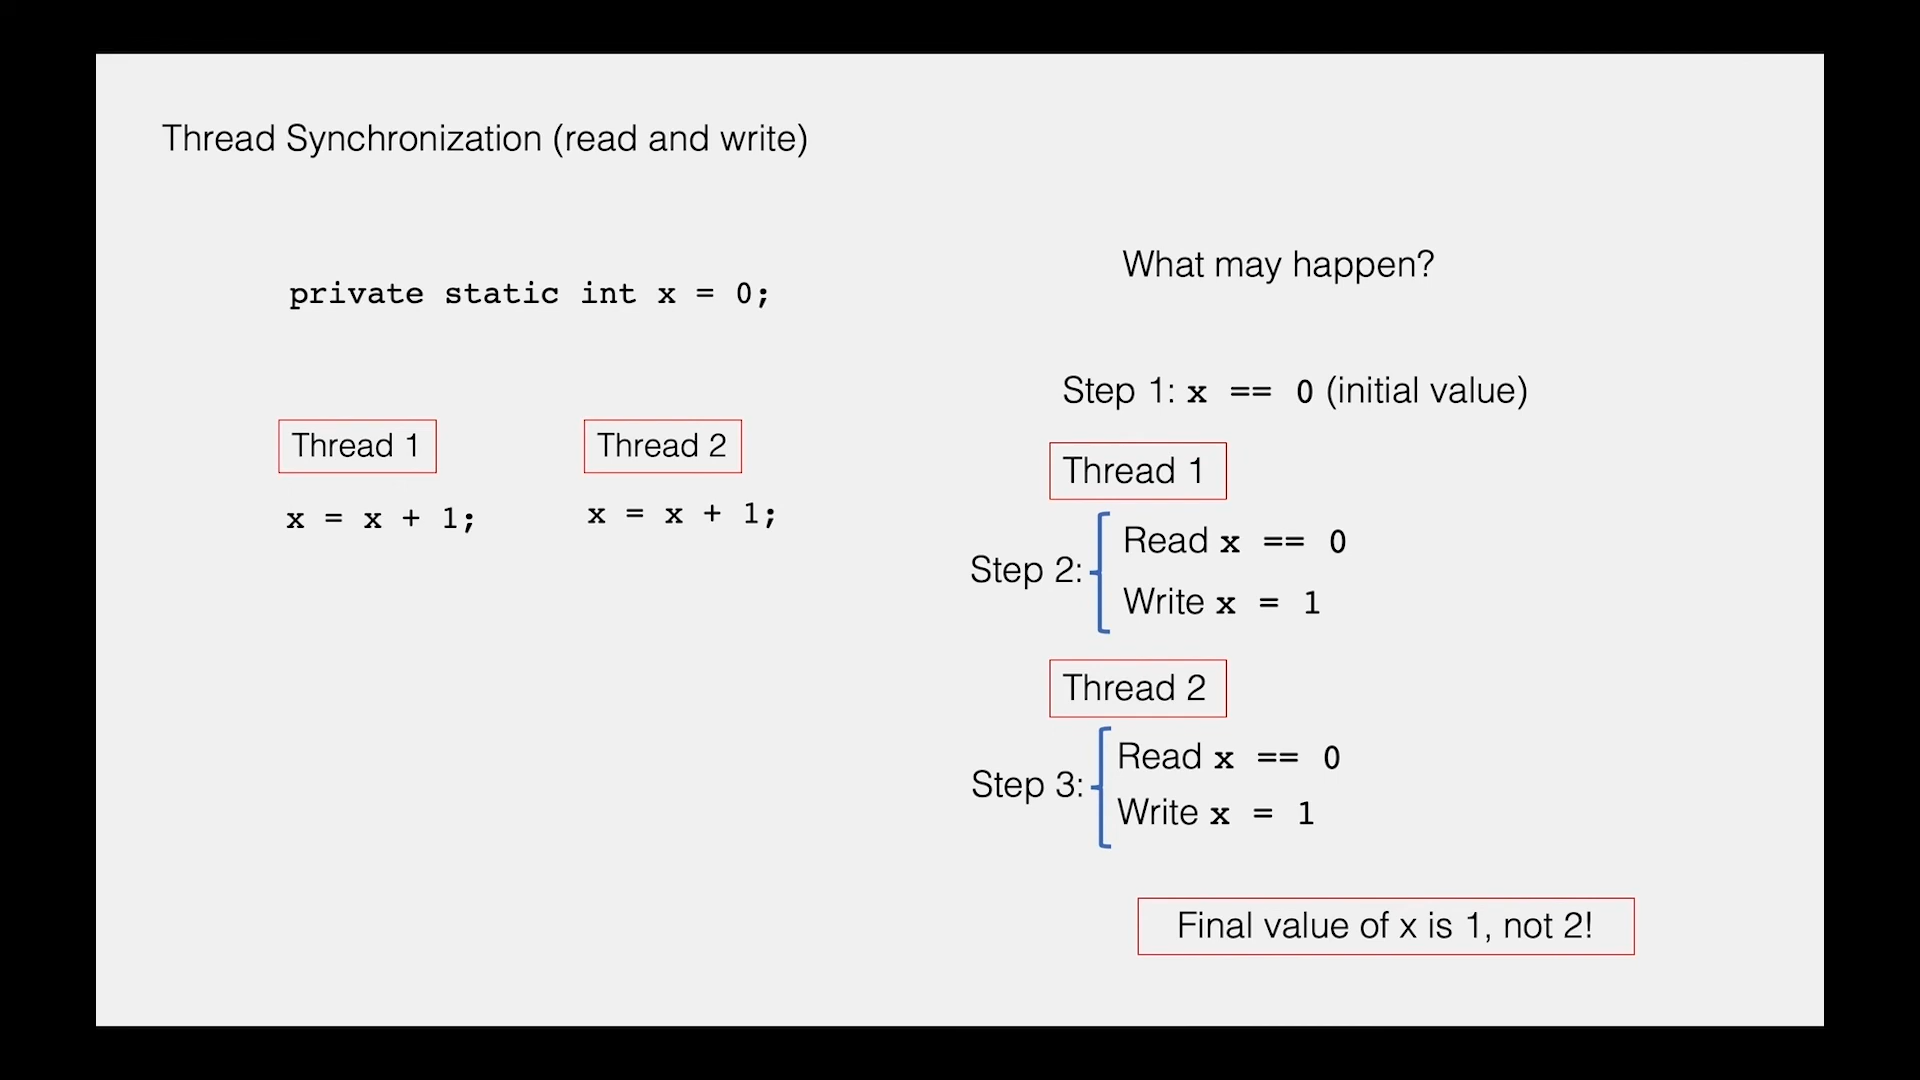 Thread Synchronization (read and write)
private static int x = 0;
Thread 1
x = x + 1;
Thread 2
x = x + 1;
What may happen?
Step 1: x == 0 (initial value)
Thread 1
Step 2:
Read x == 0
Write x = 1
Thread 2
Step 3:
Read x == 0
Write x = 1
Final value of x is 1, not 2!